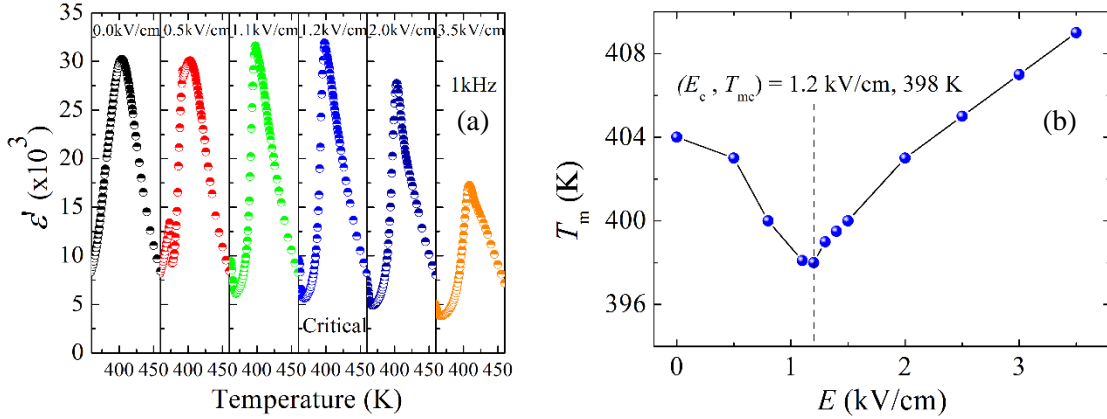 0.0kV/cm 0.5kV/cm 1.1kV/cm 1.2kV/cm 2.0kV/cm 3.5kV/cm
1kHz
(a)
Critical
35
30
25
20
15
10
5
0
ε' (x10³)
400 450 400 450 400 450 400 450 400 450 400 450
Temperature (K)
408
404
400
396
Tm (K)
(Ec , Tmc) = 1.2 kV/cm, 398 K
(b)
0 1 2 3
E (kV/cm)